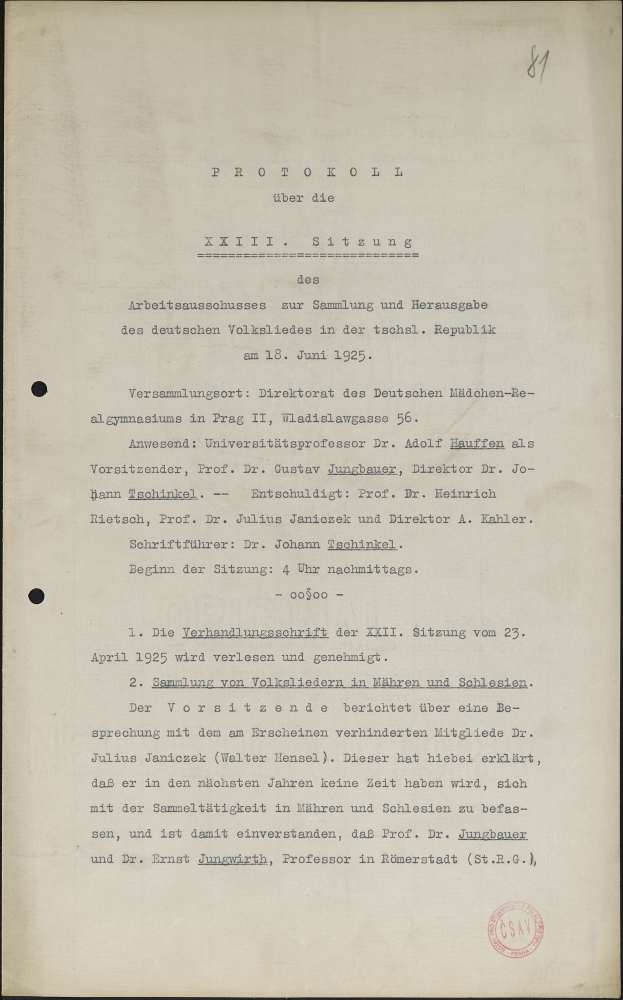 81
P R O T O K O L L
über die
X X I I I . S i t z u n g
des
Arbeitsausschusses zur Sammlung und Herausgabe
des deutschen Volksliedes in der tschsl. Republik
am 18. Juni 1925.
Versammlungsort: Direktorat des Deutschen Mädchen-Re-
algymnasiums in Prag II, Wladislawgasse 56.
Anwesend: Universitätsprofessor Dr. Adolf Hauffen als
Vorsitzender, Prof. Dr. Gustav Jungbauer, Direktor Dr. Jo-
hann Tschinkel. -- Entschuldigt: Prof. Dr. Heinrich
Rietsch, Prof. Dr. Julius Janiczek und Direktor A. Kahler.
Schriftführer: Dr. Johann Tschinkel.
Beginn der Sitzung: 4 Uhr nachmittags.
- oo§oo -
1. Die Verhandlungsschrift der XXII. Sitzung vom 23.
April 1925 wird verlesen und genehmigt.
2. Sammlung von Volksliedern in Mähren und Schlesien.
Der V o r s i t z e n d e berichtet über eine Be-
sprechung mit dem am Erscheinen verhinderten Mitgliede Dr.
Julius Janiczek (Walter Hensel). Dieser hat hiebei erklärt,
daß er in den nächsten Jahren keine Zeit haben wird, sich
mit der Sammeltätigkeit in Mähren und Schlesien zu befas-
sen, und ist damit einverstanden, daß Prof. Dr. Jungbauer
und Dr. Ernst Jungwirth, Professor in Römerstadt (St.R.G.),
ČSAV